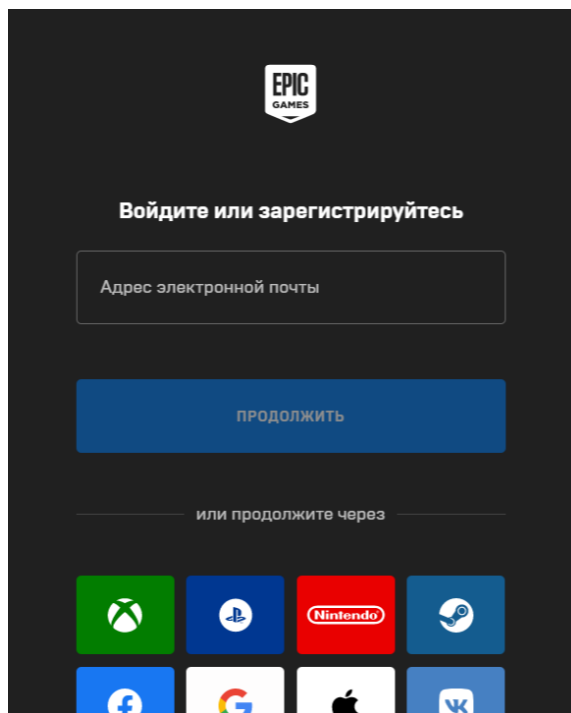 EPIC
GAMES
Войдите или зарегистрируйтесь
Адрес электронной почты
ПРОДОЛЖИТЬ
или продолжите через
Nintendo